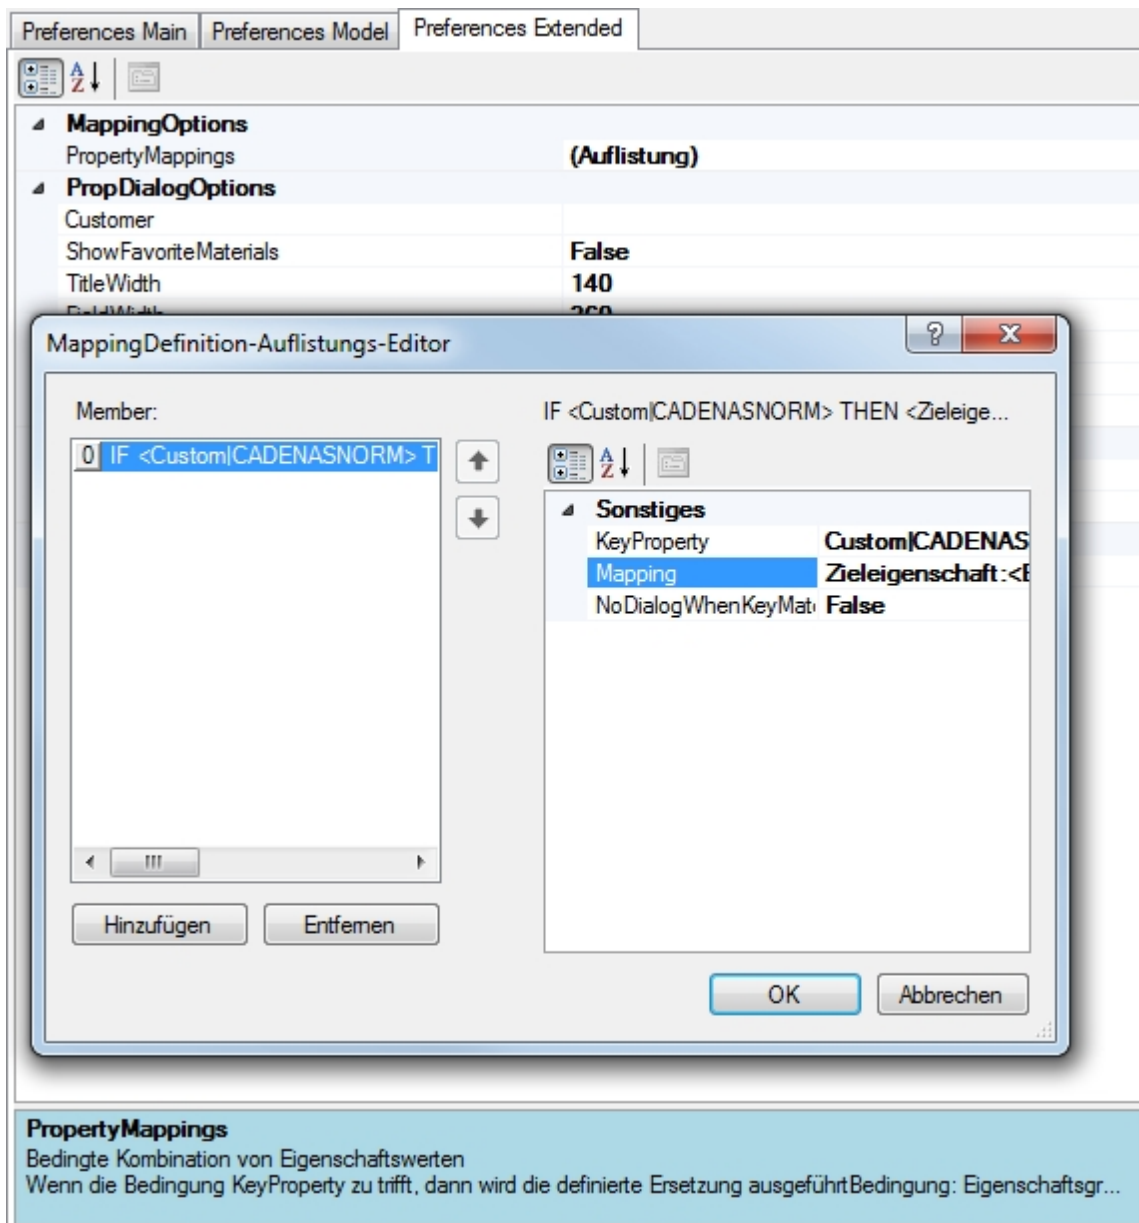 Preferences Main Preferences Model Preferences Extended
MappingOptions
PropertyMappings (Auflistung)
PropDialogOptions
Customer
ShowFavoriteMaterials False
TitleWidth 140
MappingDefinition-Auflistungs-Editor
Member:
IF <Custom|CADENASNORM> THEN <Zieleige...
0 IF <Custom|CADENASNORM> T
Sonstiges
KeyProperty Custom|CADENAS
Mapping Zieleigenschaft:<E
NoDialogWhenKeyMat False
Hinzufügen Entfernen
OK Abbrechen
PropertyMappings
Bedingte Kombination von Eigenschaftswerten
Wenn die Bedingung KeyProperty zu trifft, dann wird die definierte Ersetzung ausgeführtBedingung: Eigenschaftsgr...